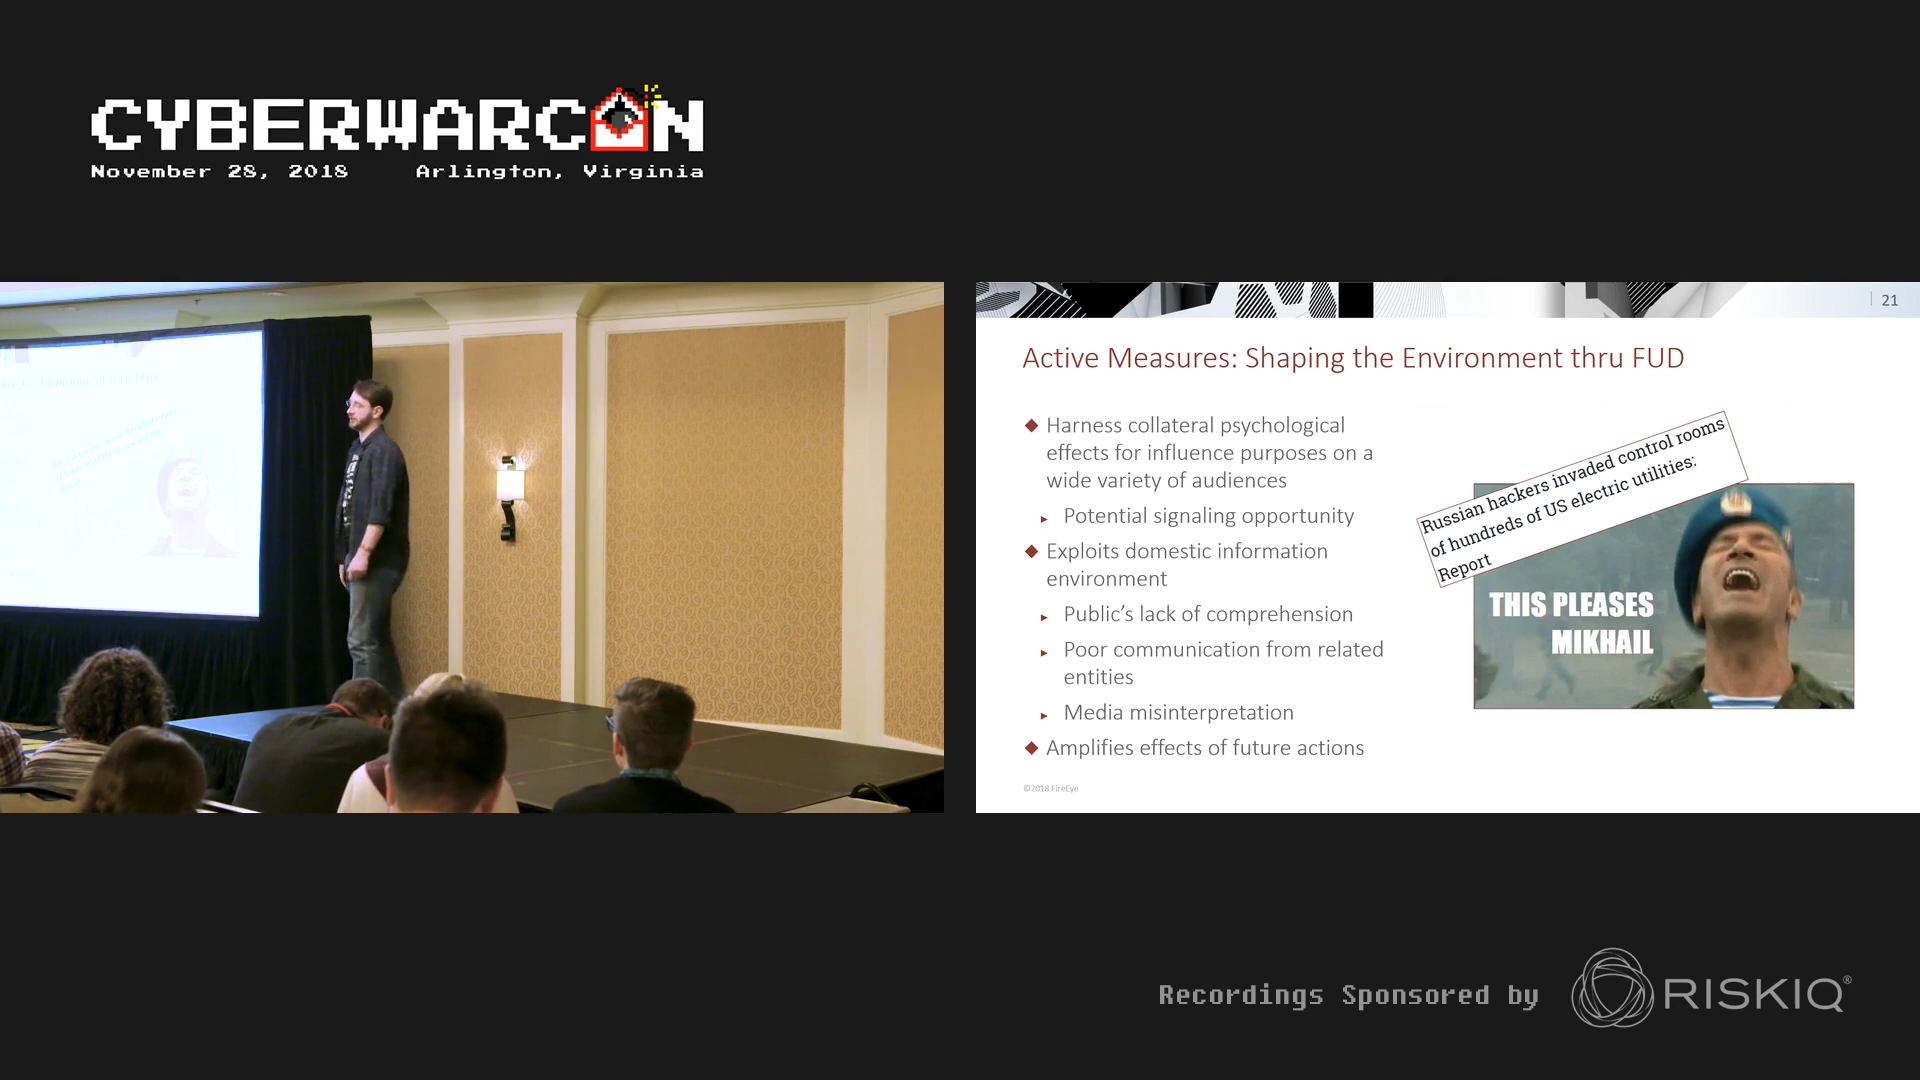 CYBERWARCON
November 28, 2018 Arlington, Virginia
21
Active Measures: Shaping the Environment thru FUD
Harness collateral psychological
effects for influence purposes on a
wide variety of audiences
Potential signaling opportunity
Exploits domestic information
environment
Public's lack of comprehension
Poor communication from related
entities
Media misinterpretation
Amplifies effects of future actions
Russian hackers invaded control rooms
of hundreds of US electric utilities:
Report
THIS PLEASES
MIKHAIL
©2018 FireEye
Recordings Sponsored by
RISKIQ®